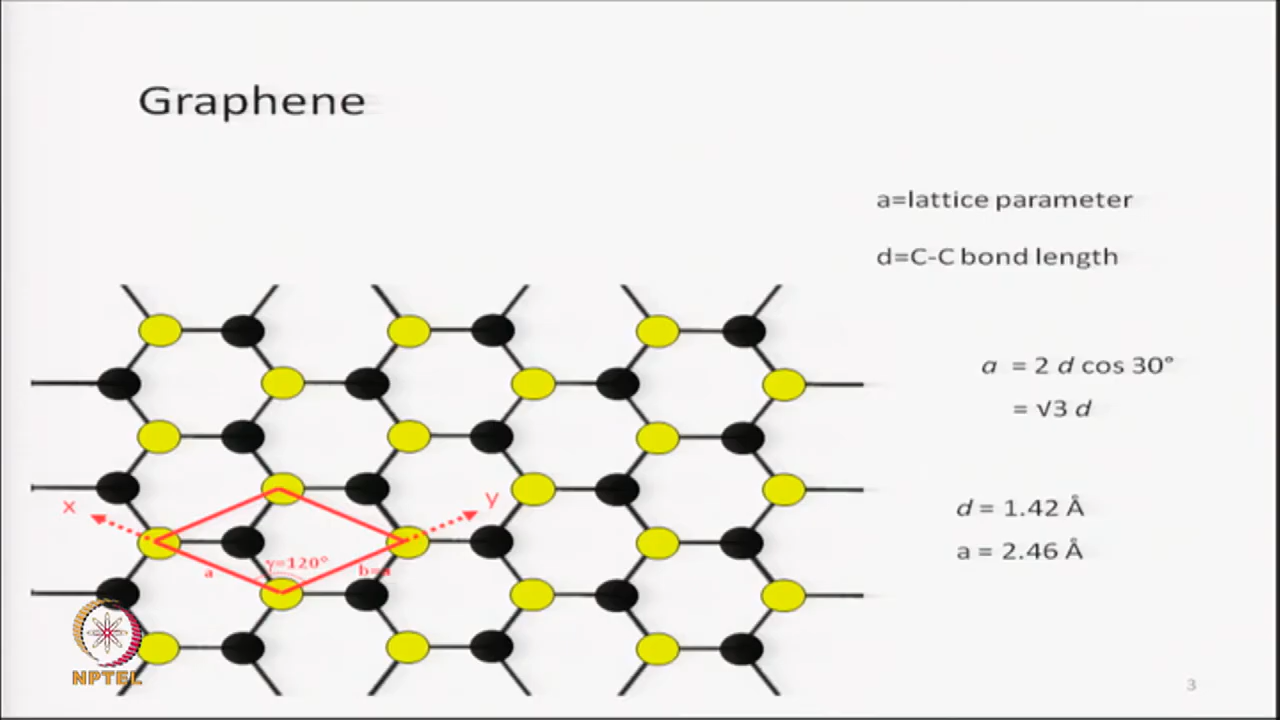 Graphene
a=lattice parameter
d=C-C bond length
a = 2 d cos 30°
= √3 d
d = 1.42 Å
a = 2.46 Å
x
y
a
γ=120°
b=a
NPTEL
3